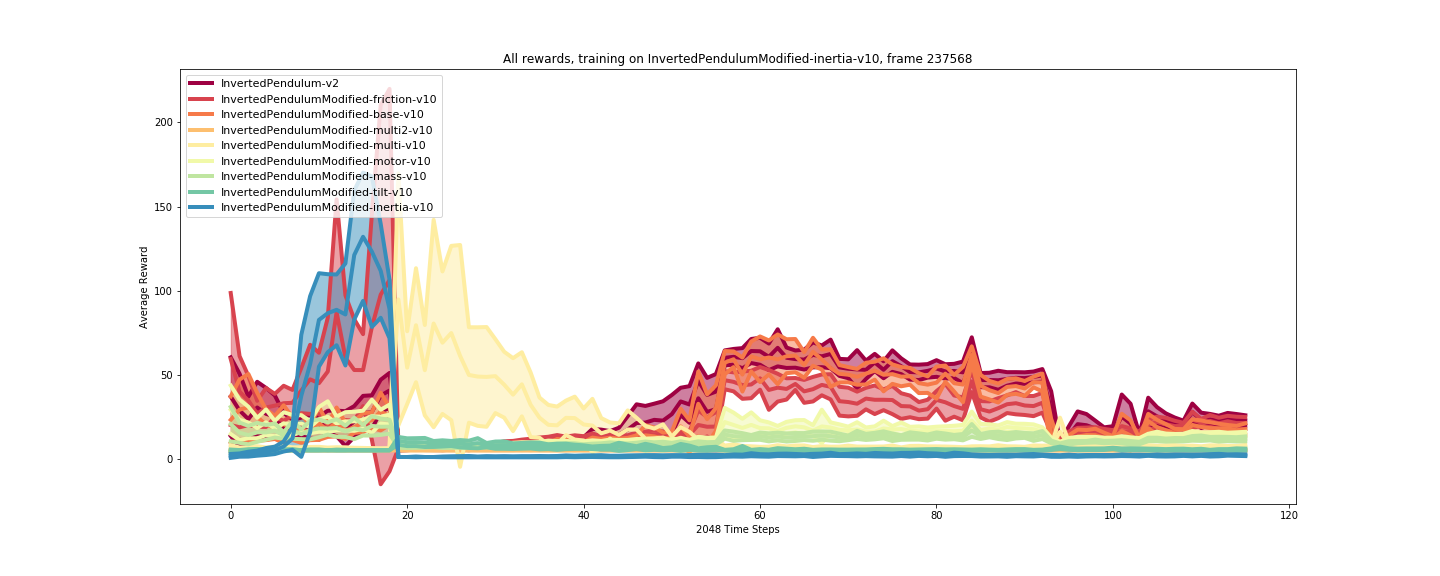 All rewards, training on InvertedPendulumModified-inertia-v10, frame 237568
InvertedPendulum-v2
InvertedPendulumModified-friction-v10
InvertedPendulumModified-base-v10
InvertedPendulumModified-multi2-v10
InvertedPendulumModified-multi-v10
InvertedPendulumModified-motor-v10
InvertedPendulumModified-mass-v10
InvertedPendulumModified-tilt-v10
InvertedPendulumModified-inertia-v10
200
150
100
50
0
Average Reward
0 20 40 60 80 100 120
2048 Time Steps